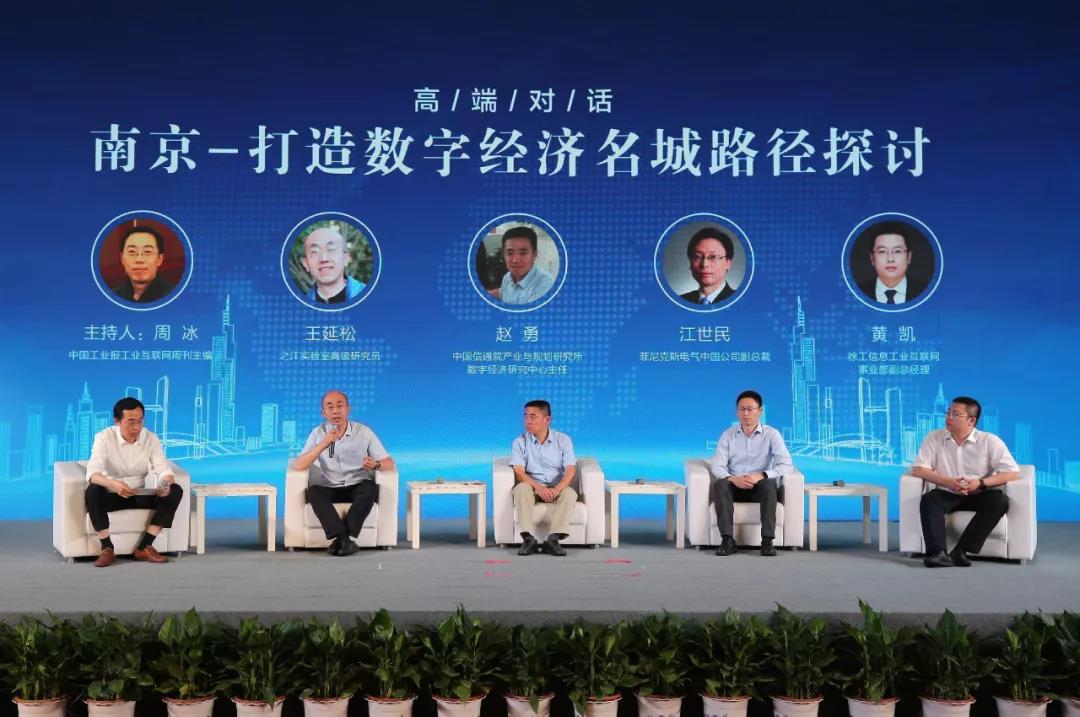 高/端/对/话
南京-打造数字经济名城路径探讨
主持人：周 冰
中国工业报工业互联网周刊主编
王延松
之江实验室高级研究员
赵 勇
中国信通院产业与规划研究所
数字经济研究中心主任
江世民
菲尼克斯电气中国公司副总裁
黄 凯
徐工信息工业互联网
事业部副总经理